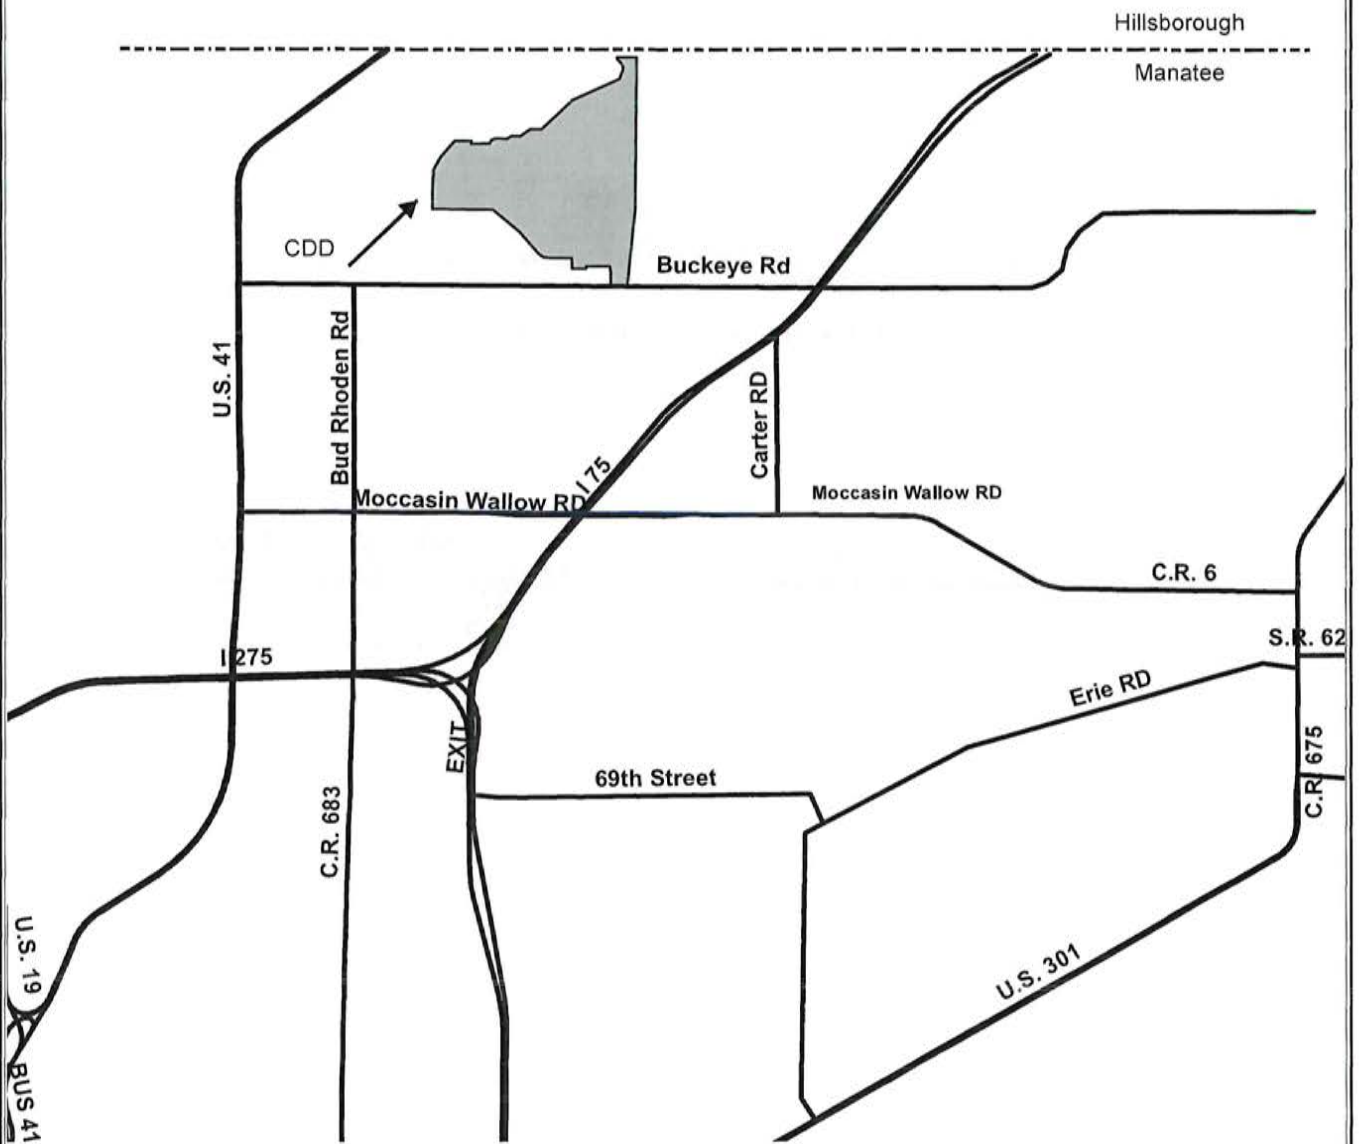 Hillsborough
Manatee
CDD
Buckeye Rd
U.S. 41
Bud Rhoden Rd
Carter RD
I 75
Moccasin Wallow RD
Moccasin Wallow RD
C.R. 6
S.R. 62
I 275
Erie RD
EXIT
69th Street
C.R. 675
C.R. 683
U.S. 19
U.S. 301
BUS 41